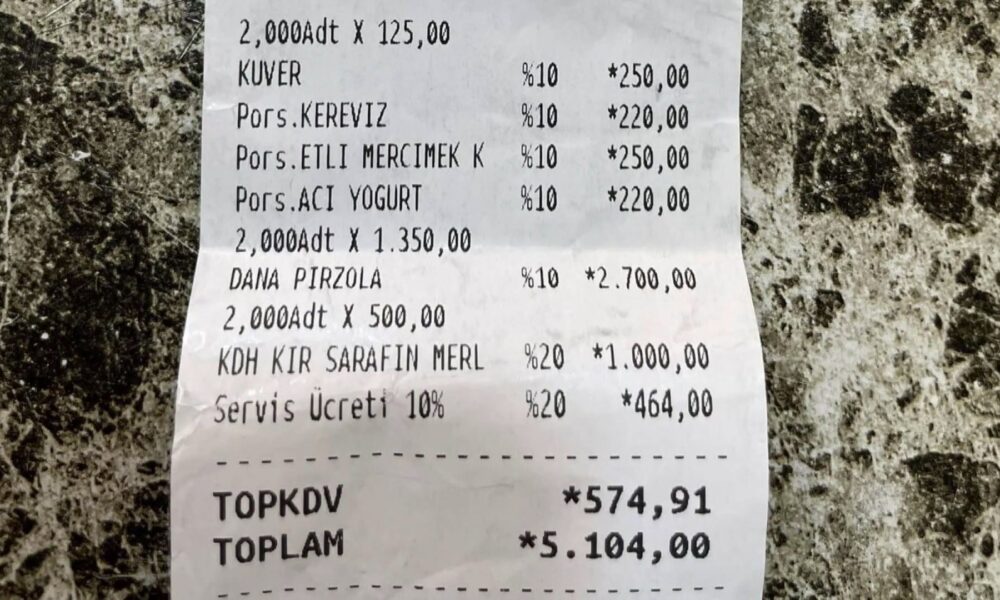 2,000Adt X 125,00
KUVER %10 *250,00
Pors.KEREVIZ %10 *220,00
Pors.ETLI MERCIMEK K %10 *250,00
Pors.ACI YOGURT %10 *220,00
2,000Adt X 1.350,00
DANA PIRZOLA %10 *2.700,00
2,000Adt X 500,00
KDH KIR SARAFIN MERL %20 *1.000,00
Servis Ücreti 10% %20 *464,00
TOPKDV *574,91
TOPLAM *5.104,00